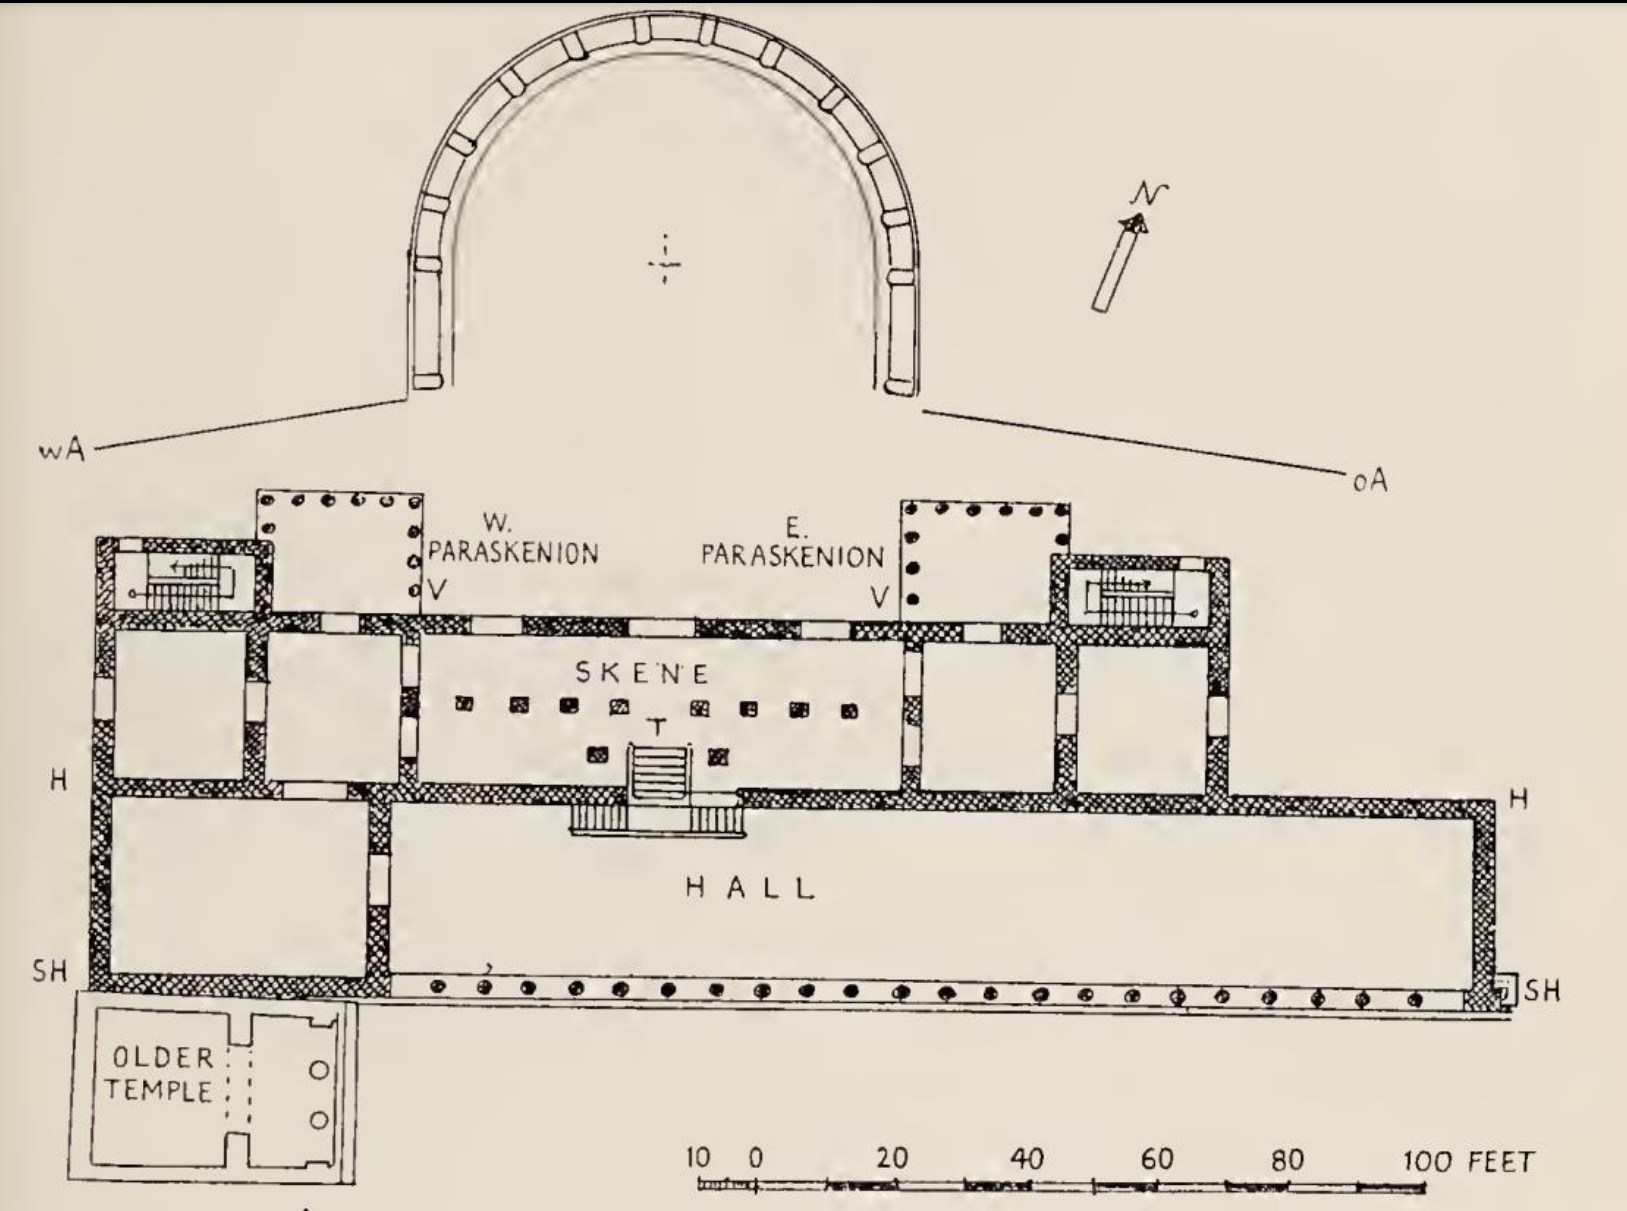 N
wA
oA
W.
PARASKENION
V
E.
PARASKENION
V
SKENE
T
H
H
HALL
SH
SH
OLDER
TEMPLE
10 0 20 40 60 80 100 FEET